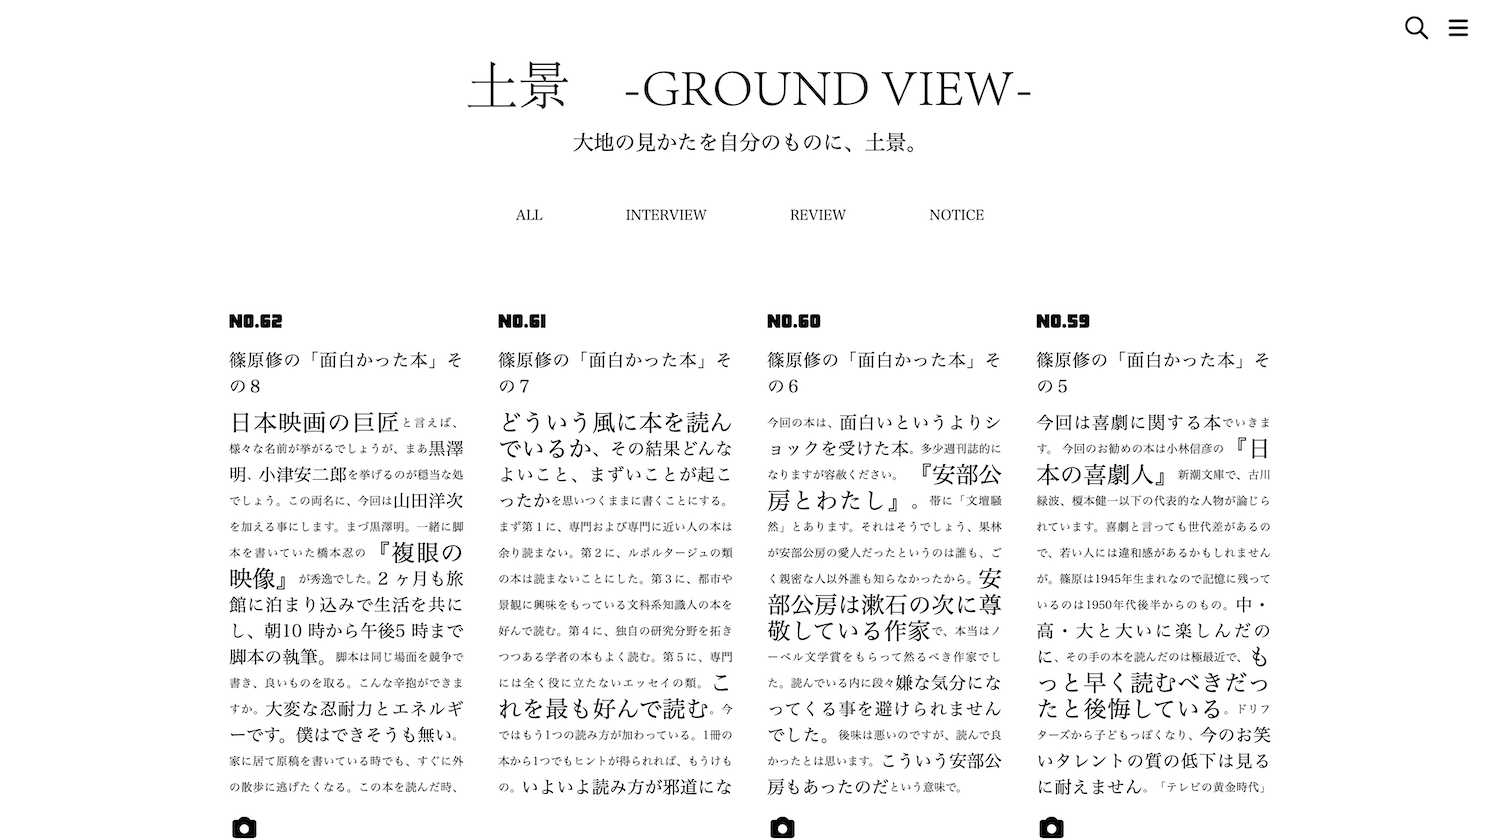 土景　-GROUND VIEW-
大地の見かたを自分のものに、土景。
ALL
INTERVIEW
REVIEW
NOTICE
NO.62
篠原修の「面白かった本」そ
の８
日本映画の巨匠と言えば、
様々な名前が挙がるでしょうが、まあ黒澤
明、小津安二郎を挙げるのが穏当な処
でしょう。この両名に、今回は山田洋次
を加える事にします。まづ黒澤明。一緒に脚
本を書いていた橋本忍の『複眼の
映像』が秀逸でした。2 ヶ月も旅
館に泊まり込みで生活を共に
し、朝10 時から午後5 時まで
脚本の執筆。脚本は同じ場面を競争で
書き、良いものを取る。こんな辛抱ができま
すか。大変な忍耐力とエネルギ
ーです。僕はできそうも無い。
家に居て原稿を書いている時でも、すぐに外
の散歩に逃げたくなる。この本を読んだ時、
NO.61
篠原修の「面白かった本」そ
の７
どういう風に本を読ん
でいるか、その結果どんな
よいこと、まずいことが起こ
ったかを思いつくままに書くことにする。
まず第１に、専門および専門に近い人の本は
余り読まない。第２に、ルポルタージュの類
の本は読まないことにした。第３に、都市や
景観に興味をもっている文科系知識人の本を
好んで読む。第４に、独自の研究分野を拓き
つつある学者の本もよく読む。第５に、専門
には全く役に立たないエッセイの類。こ
れを最も好んで読む。今
ではもう1つの読み方が加わっている。1冊の
本から1つでもヒントが得られれば、もうけも
の。いよいよ読み方が邪道にな
NO.60
篠原修の「面白かった本」そ
の６
今回の本は、面白いというよりシ
ョックを受けた本。多少週刊誌的に
なりますが容赦ください。『安部公
房とわたし』。帯に「文壇騒
然」とあります。それはそうでしょう、果林
が安部公房の愛人だったというのは誰も、ご
く親密な人以外誰も知らなかったから。安
部公房は漱石の次に尊
敬している作家で、本当はノ
ーベル文学賞をもらって然るべき作家でし
た。読んでいる内に段々嫌な気分にな
ってくる事を避けられません
でした。後味は悪いのですが、読んで良
かったとは思います。こういう安部公
房もあったのだという意味で。
NO.59
篠原修の「面白かった本」そ
の５
今回は喜劇に関する本でいきま
す。 今回のお勧めの本は小林信彦の『日
本の喜劇人』 新潮文庫で、古川
緑波、榎本健一以下の代表的な人物が論じら
れています。喜劇と言っても世代差があるの
で、若い人には違和感があるかもしれません
が。篠原は1945年生まれなので記憶に残って
いるのは1950年代後半からのもの。中・
高・大と大いに楽しんだの
に、その手の本を読んだのは極最近で、も
っと早く読むべきだっ
たと後悔している。ドリフ
ターズから子どもっぽくなり、今のお笑
いタレントの質の低下は見る
に耐えません。「テレビの黄金時代」